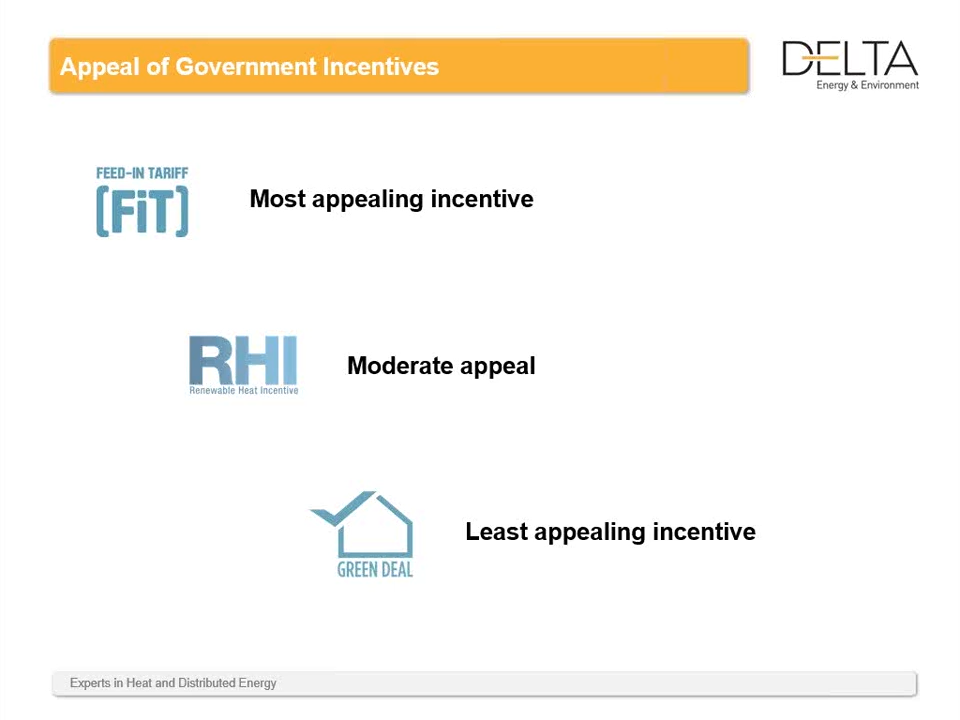 Appeal of Government Incentives
DELTA
Energy & Environment
FEED-IN TARIFF
[FiT]
Most appealing incentive
RHI
Renewable Heat Incentive
Moderate appeal
GREEN DEAL
Least appealing incentive
Experts in Heat and Distributed Energy